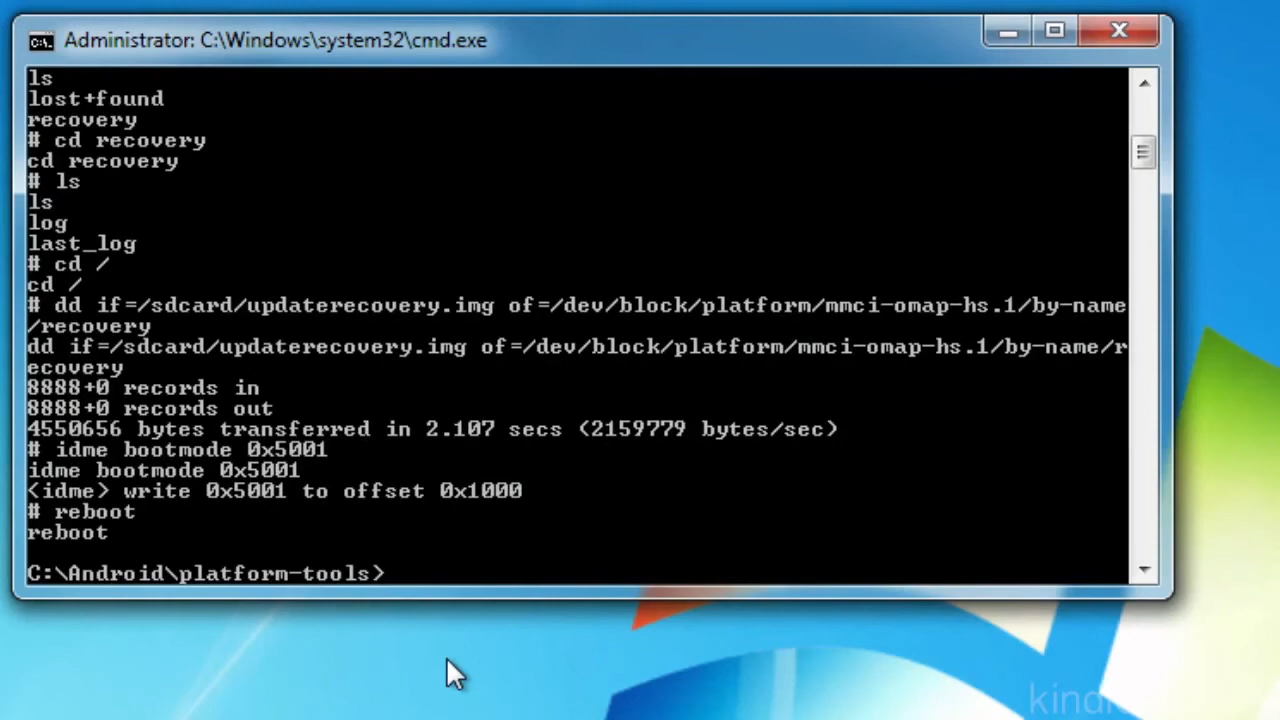 Administrator: C:\Windows\system32\cmd.exe
ls
lost+found
recovery
# cd recovery
cd recovery
# ls
ls
log
last_log
# cd /
cd /
# dd if=/sdcard/updaterecovery.img of=/dev/block/platform/mmci-omap-hs.1/by-name
/recovery
dd if=/sdcard/updaterecovery.img of=/dev/block/platform/mmci-omap-hs.1/by-name/r
ecovery
8888+0 records in
8888+0 records out
4550656 bytes transferred in 2.107 secs (2159779 bytes/sec)
# idme bootmode 0x5001
idme bootmode 0x5001
<idme> write 0x5001 to offset 0x1000
# reboot
reboot
C:\Android\platform-tools>